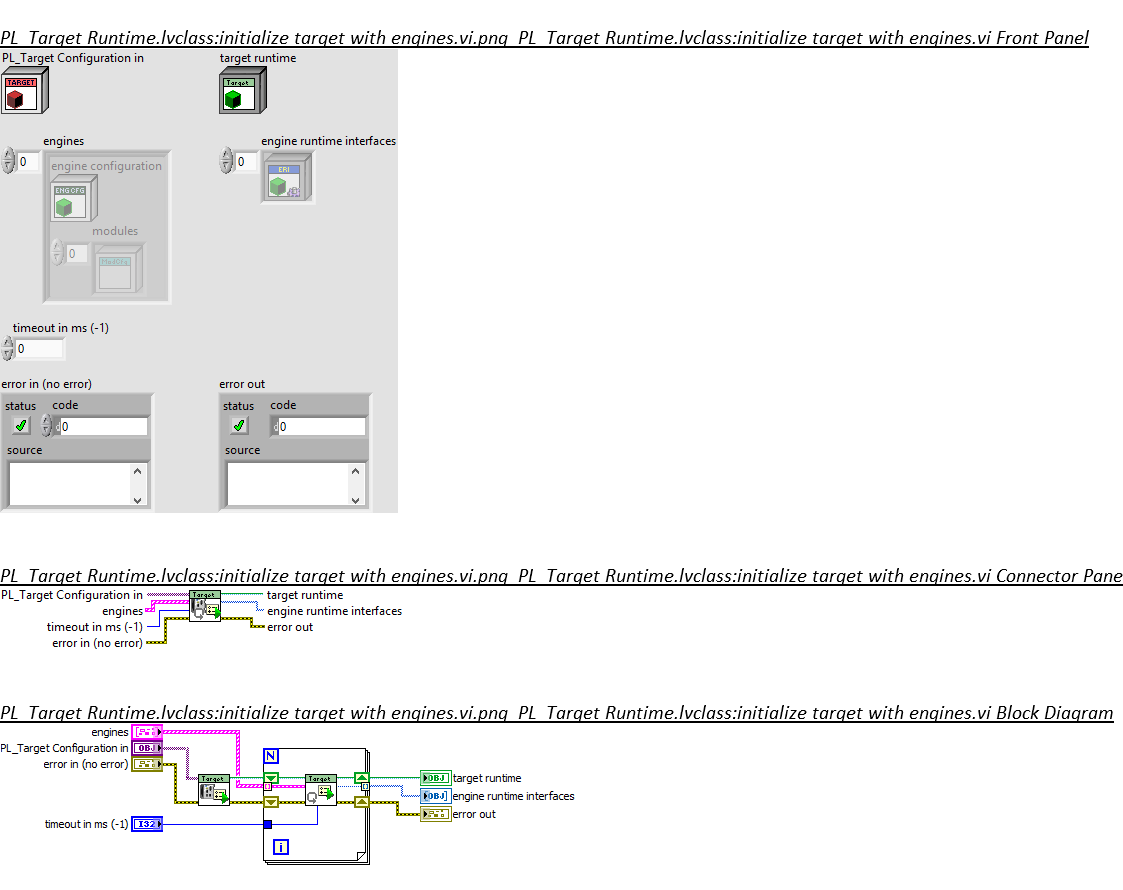 PL_Target Runtime.lvclass:initialize target with engines.vi.png PL_Target Runtime.lvclass:initialize target with engines.vi Front Panel
PL_Target Configuration in target runtime
TARGET Target
engines engine runtime interfaces
0 0
engine configuration ERI
ENG CFG
modules
0
ModCfg
timeout in ms (-1)
0
error in (no error) error out
status code status code
d 0 d 0
source source
PL_Target Runtime.lvclass:initialize target with engines.vi.png PL_Target Runtime.lvclass:initialize target with engines.vi Connector Pane
PL_Target Configuration in Target target runtime
engines engine runtime interfaces
timeout in ms (-1) error out
error in (no error)
PL_Target Runtime.lvclass:initialize target with engines.vi.png PL_Target Runtime.lvclass:initialize target with engines.vi Block Diagram
engines
PL_Target Configuration in OBJ
error in (no error) N
Target Target OBJ target runtime
OBJ engine runtime interfaces
error out
timeout in ms (-1) I32
i